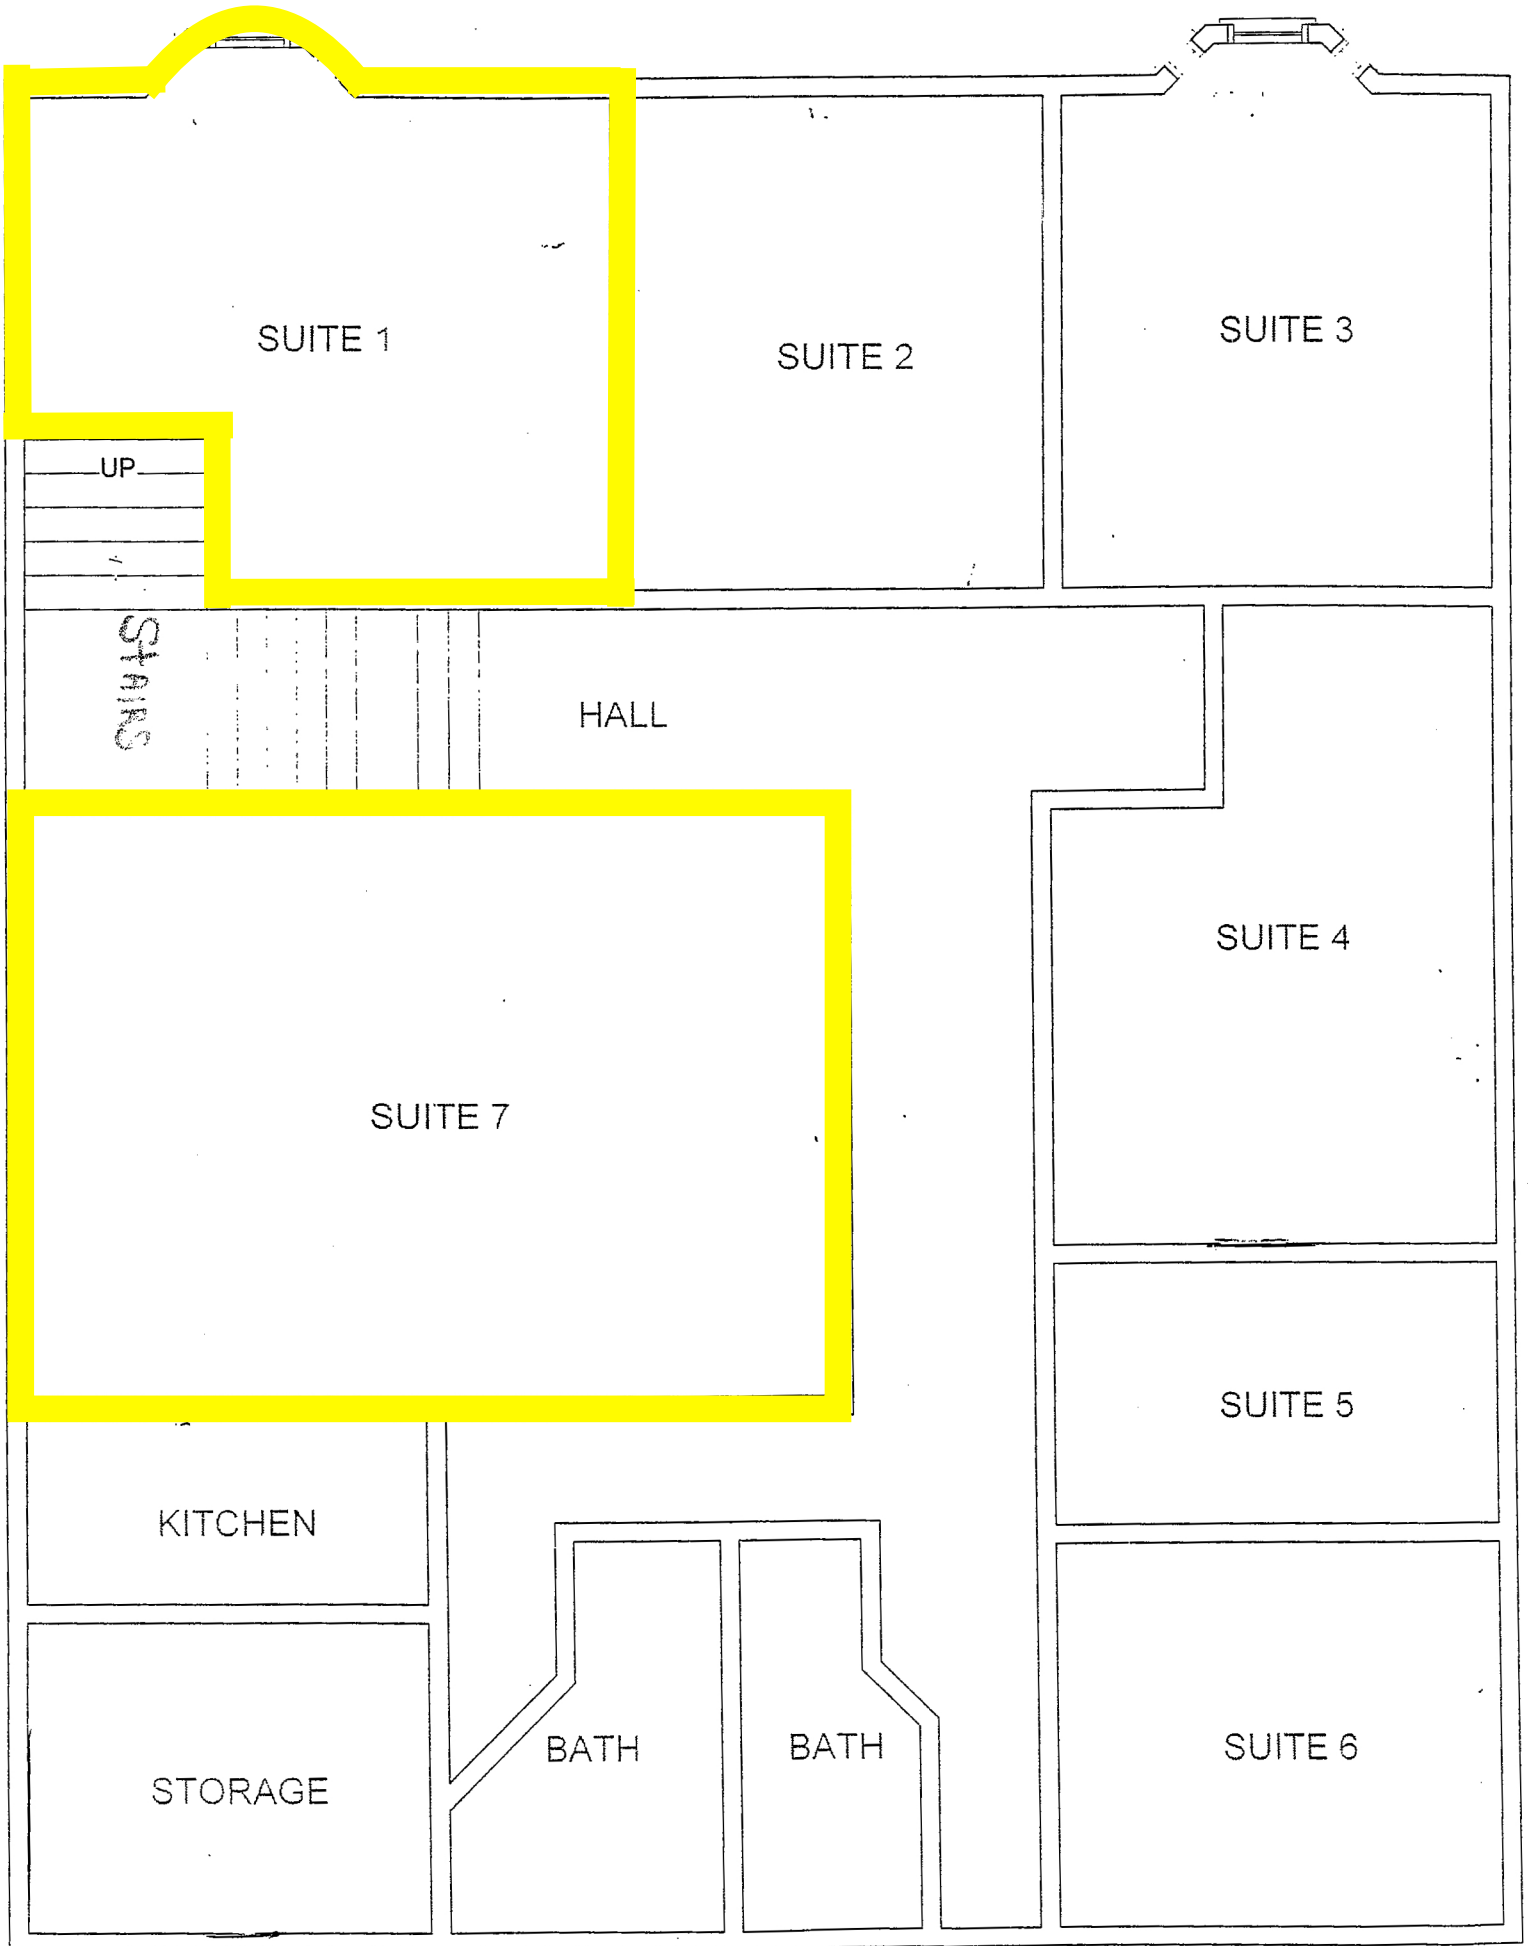 SUITE 1
SUITE 2
SUITE 3
UP
STAIRS
HALL
SUITE 4
SUITE 7
SUITE 5
KITCHEN
BATH
BATH
SUITE 6
STORAGE